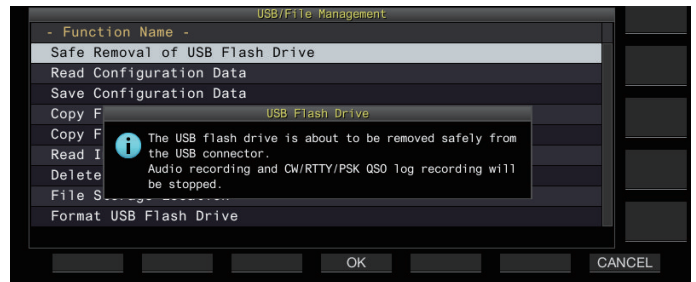 USB/File Management
- Function Name -
Safe Removal of USB Flash Drive
Read Configuration Data
Save Configuration Data
Copy F
Copy F
Read I
Delete
File S
USB Flash Drive
The USB flash drive is about to be removed safely from
the USB connector.
Audio recording and CW/RTTY/PSK QSO log recording will
be stopped.
Format USB Flash Drive
OK
CANCEL